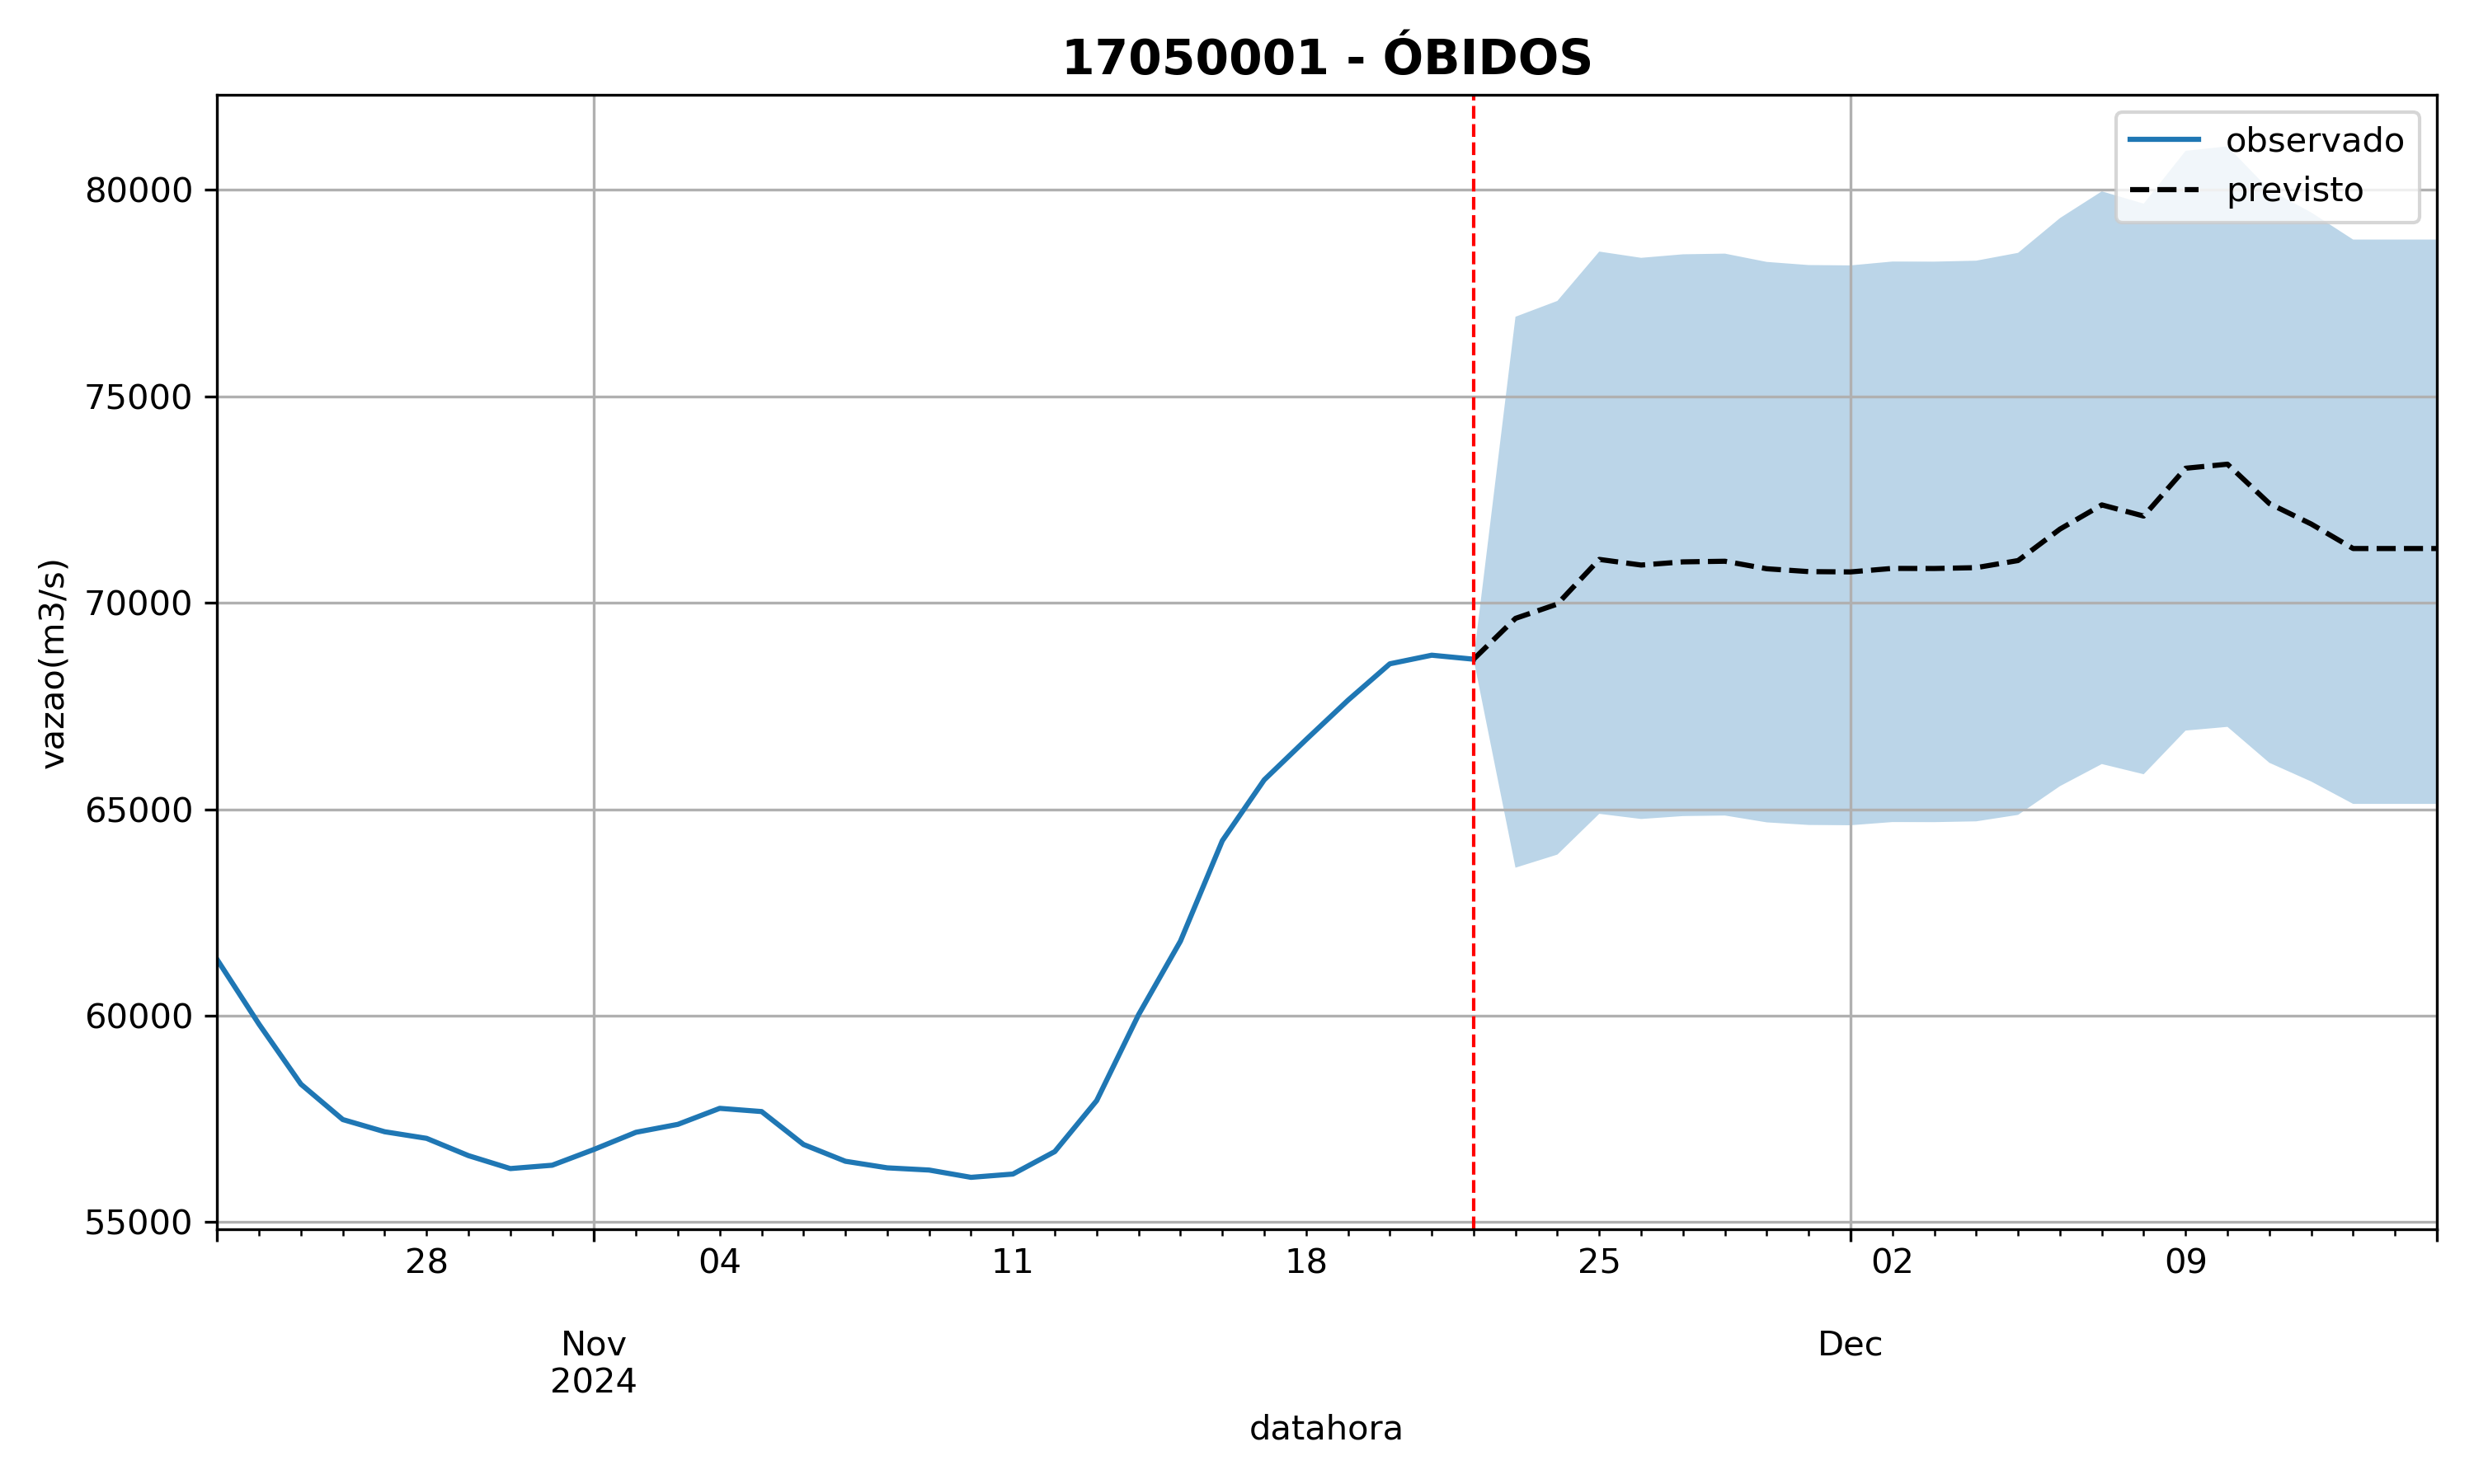 17050001 - ÓBIDOS
observado
previsto
80000
75000
70000
65000
60000
55000
vazao(m3/s)
28 04 11 18 25 02 09
Nov Dec
2024
datahora